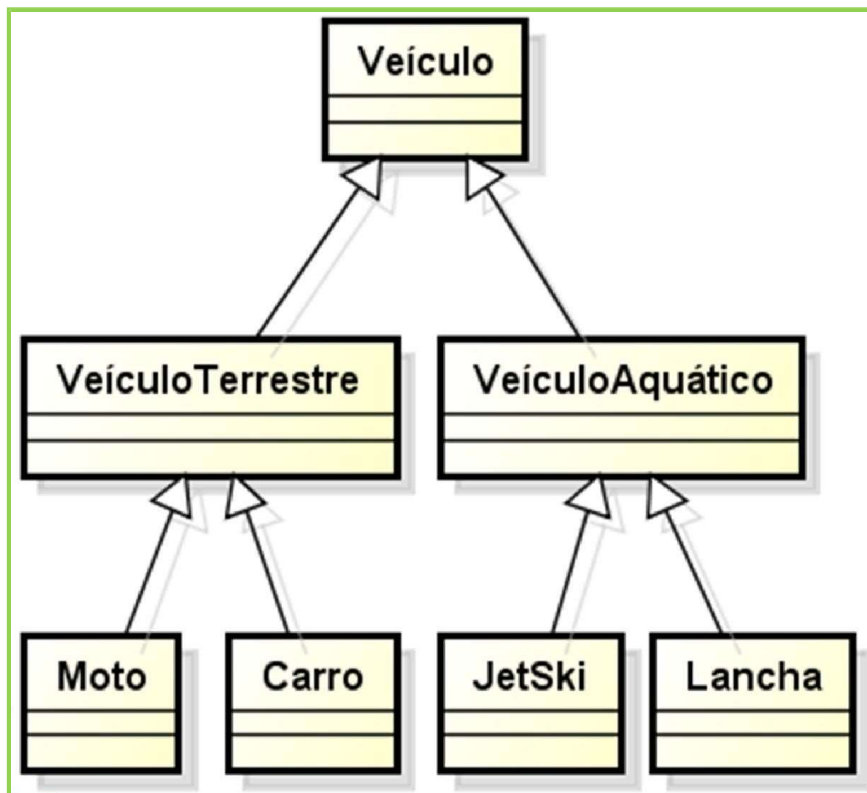 Veículo
VeículoTerrestre
VeículoAquático
Moto
Carro
JetSki
Lancha